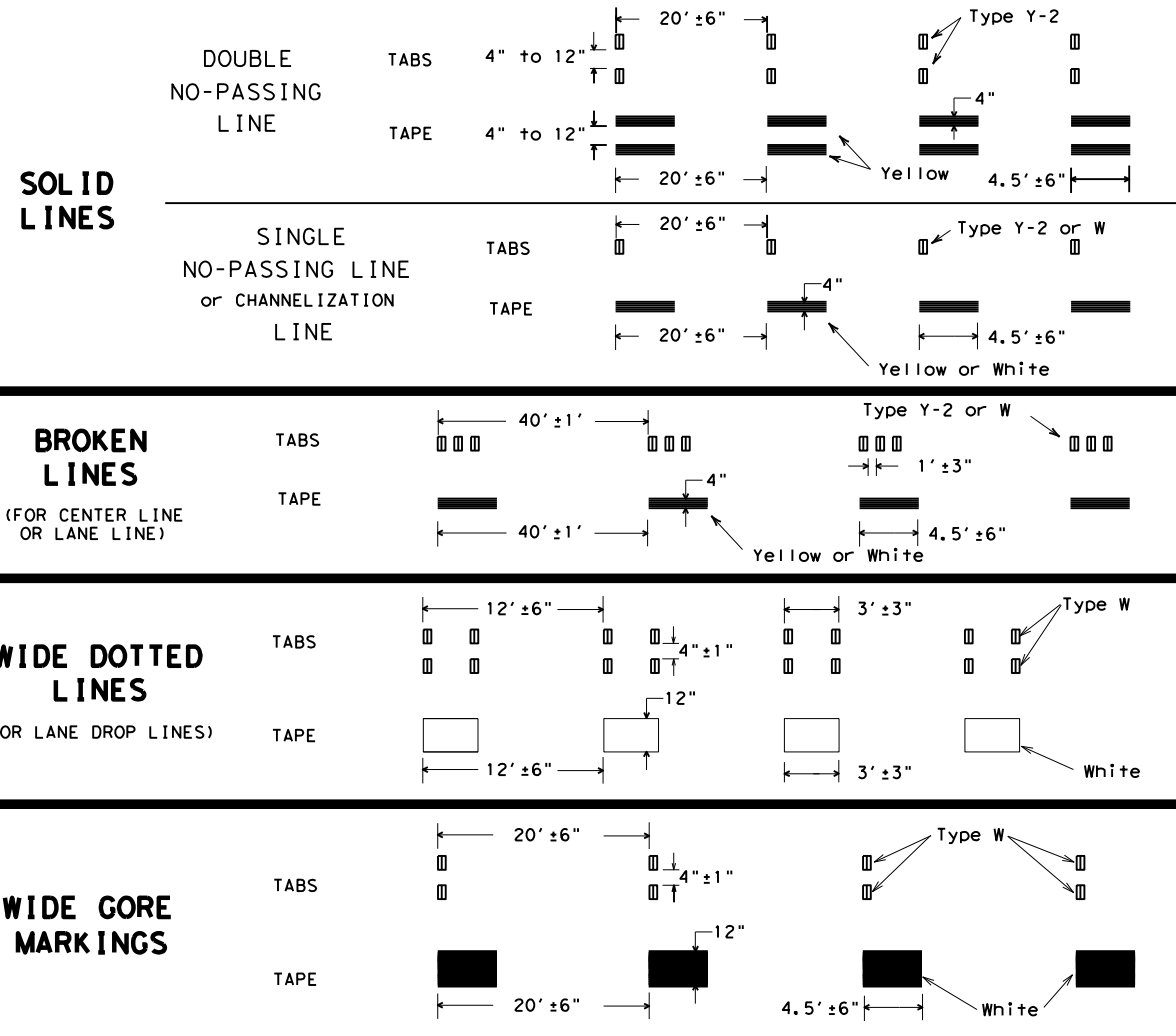 SOLID
LINES
DOUBLE
NO-PASSING
LINE
TABS
4" to 12"
20'±6"
Type Y-2
TAPE
4" to 12"
4"
Yellow
20'±6"
4.5'±6"
SINGLE
NO-PASSING LINE
or CHANNELIZATION
LINE
TABS
20'±6"
Type Y-2 or W
TAPE
4"
20'±6"
4.5'±6"
Yellow or White
BROKEN
LINES
(FOR CENTER LINE
OR LANE LINE)
TABS
40'±1'
Type Y-2 or W
1'±3"
TAPE
4"
40'±1'
4.5'±6"
Yellow or White
WIDE DOTTED
LINES
OR LANE DROP LINES)
TABS
12'±6"
3'±3"
Type W
4"±1"
TAPE
12"
12'±6"
3'±3"
White
WIDE GORE
MARKINGS
TABS
20'±6"
Type W
4"±1"
TAPE
12"
20'±6"
4.5'±6"
White